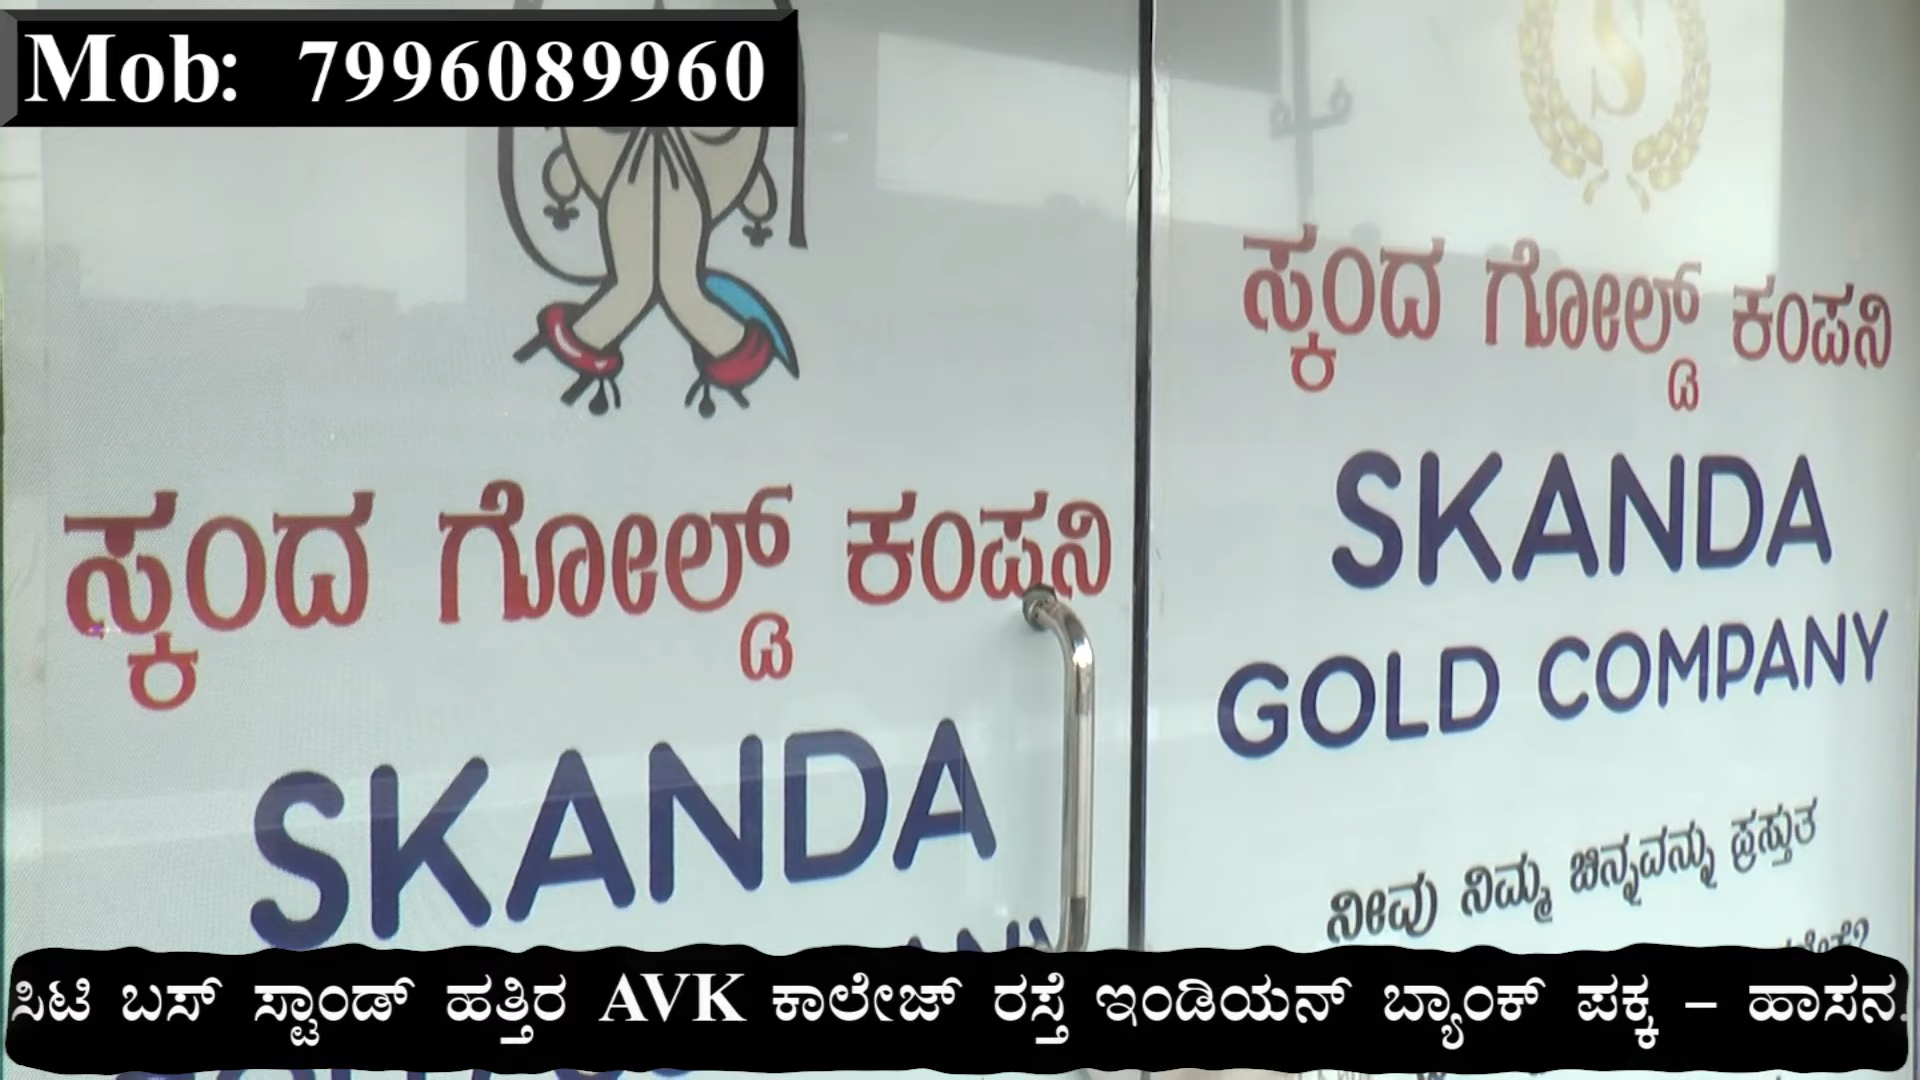 Mob: 7996089960
S
ಸ್ಕಂದ ಗೋಲ್ಡ್ ಕಂಪನಿ
SKANDA
ಸ್ಕಂದ ಗೋಲ್ಡ್ ಕಂಪನಿ
SKANDA
GOLD COMPANY
ನೀವು ನಿಮ್ಮ ಚಿನ್ನವನ್ನು ಪ್ರಸ್ತುತ
ಸಿಟಿ ಬಸ್ ಸ್ಟಾಂಡ್ ಹತ್ತಿರ AVK ಕಾಲೇಜ್ ರಸ್ತೆ ಇಂಡಿಯನ್ ಬ್ಯಾಂಕ್ ಪಕ್ಕ – ಹಾಸನ.